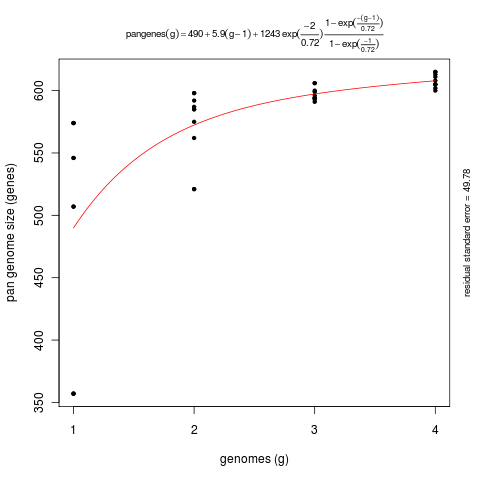 pangenes(g) = 490 + 5.9(g−1) + 1243 exp(−2/0.72) (1 − exp(−(g−1)/0.72))/(1 − exp(−1/0.72))
600
550
500
450
400
350
pan genome size (genes)
1 2 3 4
genomes (g)
residual standard error = 49.78